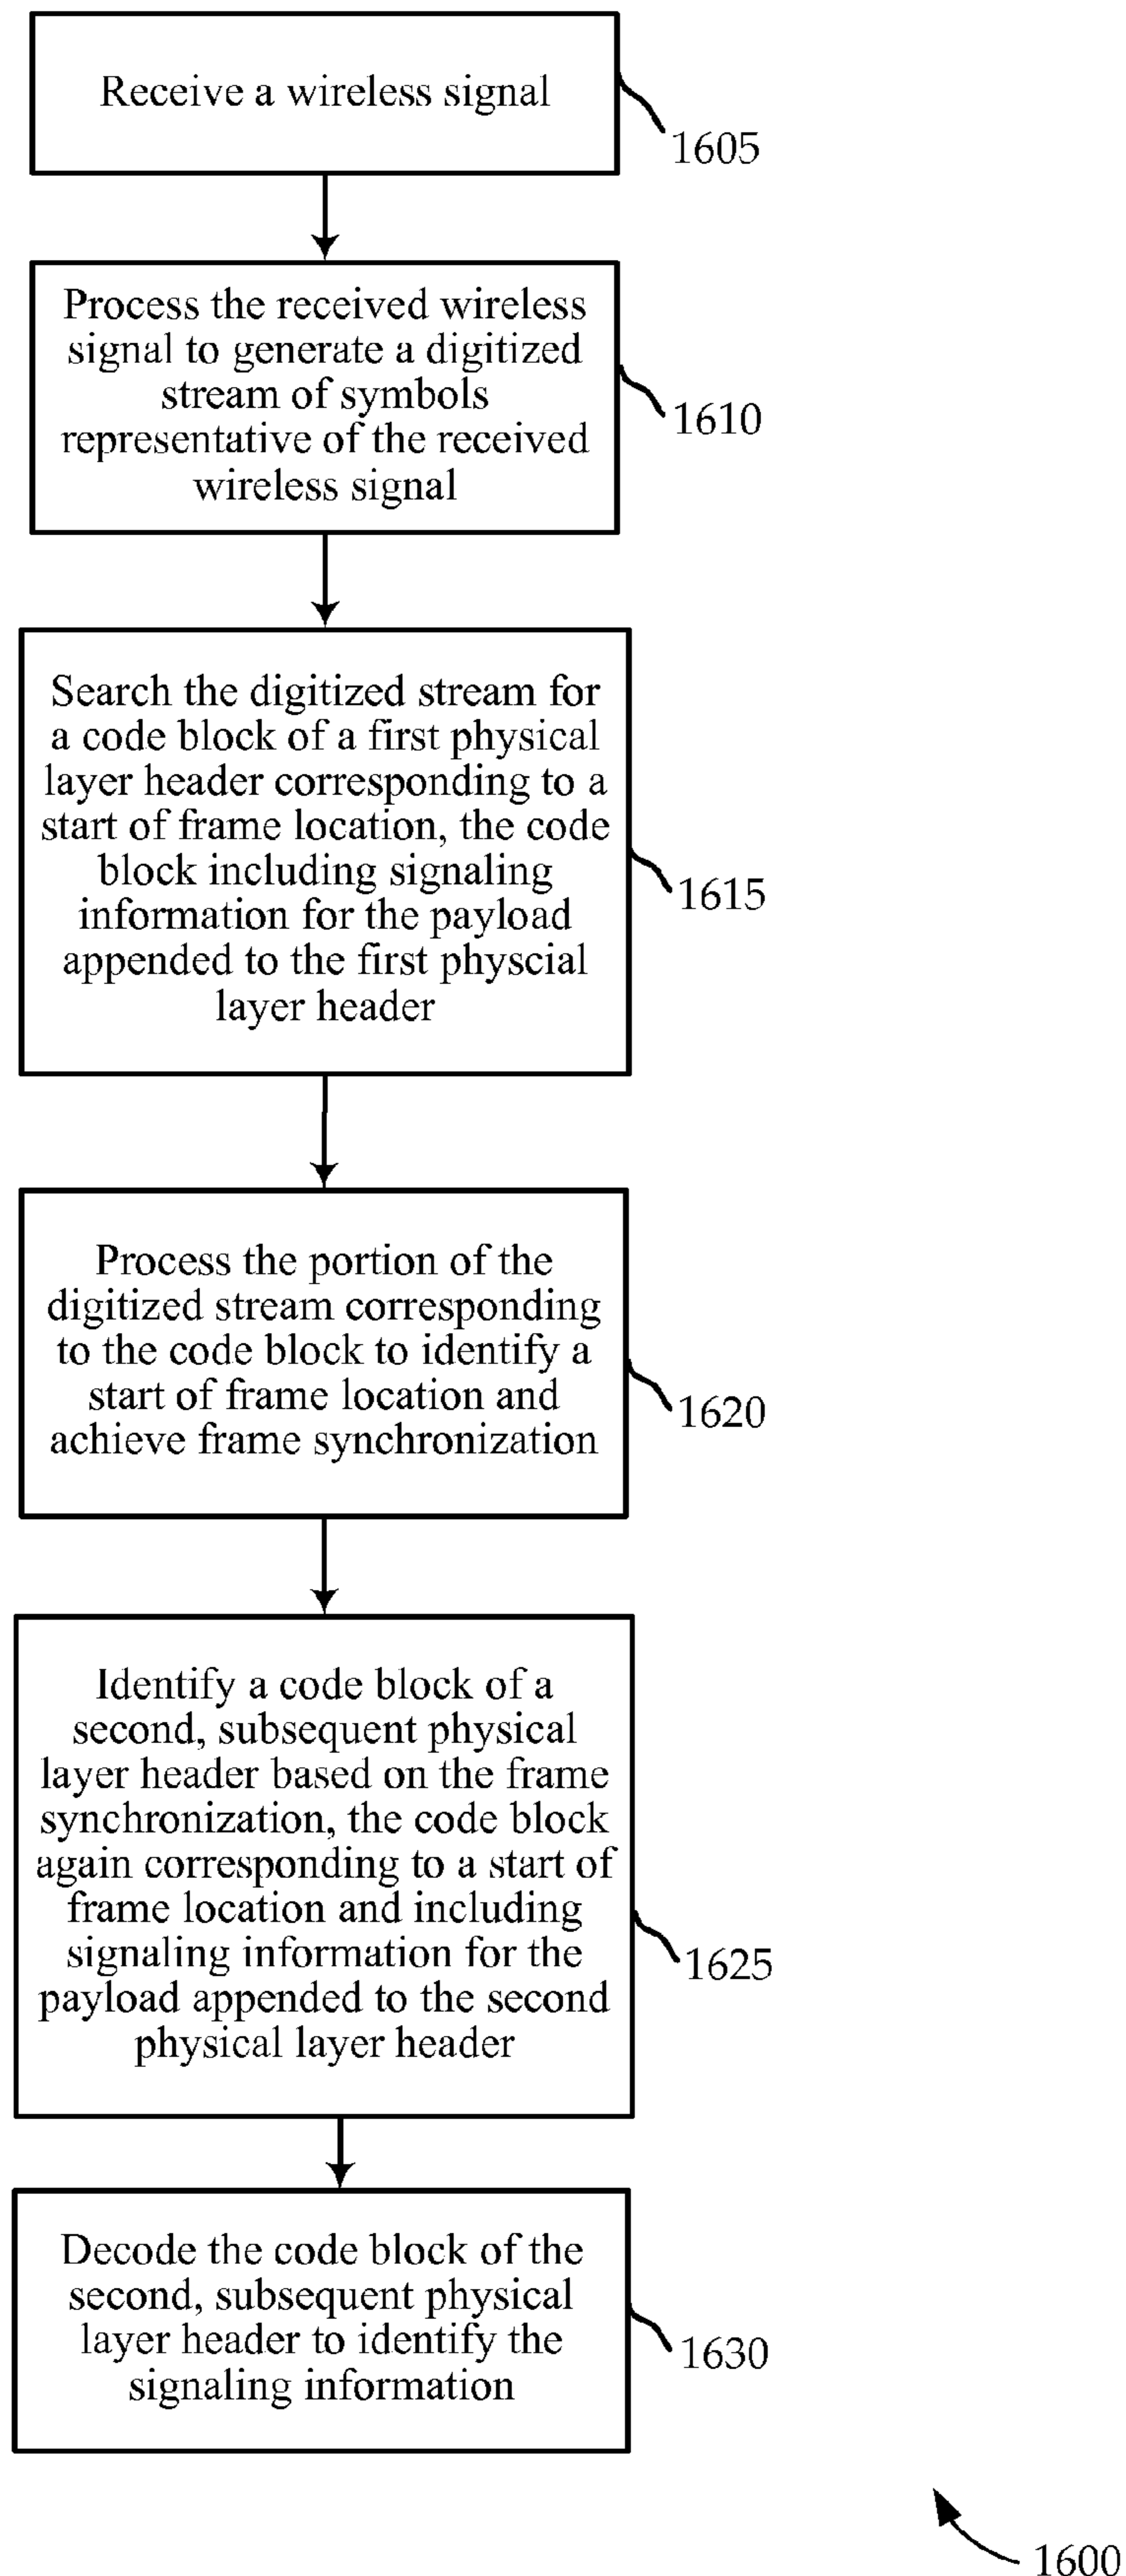 Receive a wireless signal
1605
Process the received wireless
signal to generate a digitized
stream of symbols
representative of the received
wireless signal
1610
Search the digitized stream for
a code block of a first physical
layer header corresponding to a
start of frame location, the code
block including signaling
information for the payload
appended to the first physcial
layer header
1615
Process the portion of the
digitized stream corresponding
to the code block to identify a
start of frame location and
achieve frame synchronization
1620
Identify a code block of a
second, subsequent physical
layer header based on the frame
synchronization, the code block
again corresponding to a start of
frame location and including
signaling information for the
payload appended to the second
physical layer header
1625
Decode the code block of the
second, subsequent physical
layer header to identify the
signaling information
1630
1600